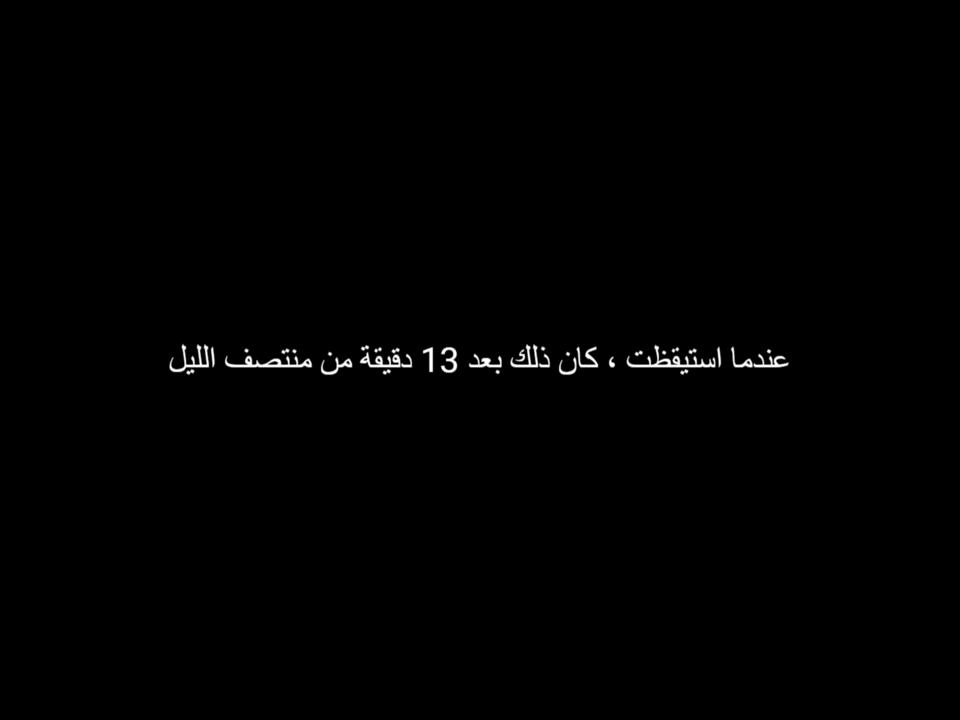 عندما استيقظت ، كان ذلك بعد 13 دقيقة من منتصف الليل